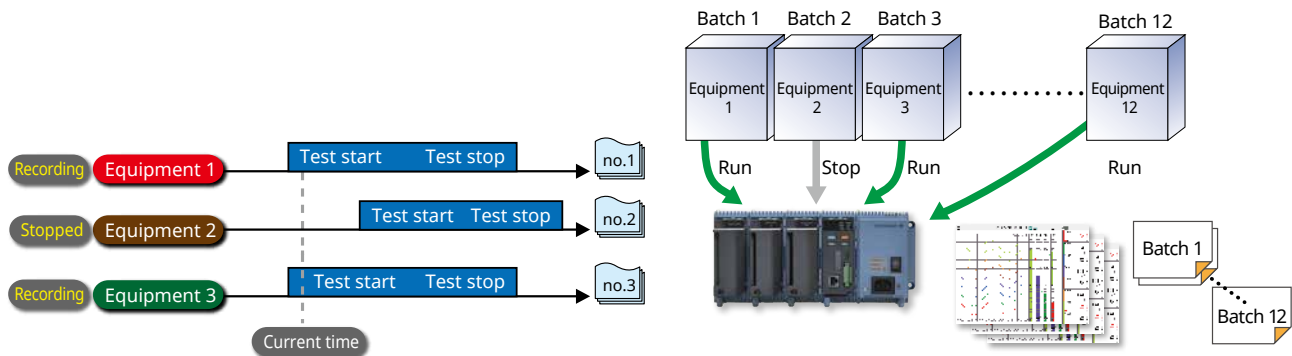 Recording
Equipment 1
Test start
Test stop
no.1
Stopped
Equipment 2
Test start
Test stop
no.2
Recording
Equipment 3
Test start
Test stop
no.3
Current time
Batch 1
Batch 2
Batch 3
Batch 12
Equipment
1
Equipment
2
Equipment
3
Equipment
12
Run
Stop
Run
Run
Batch 1
Batch 12